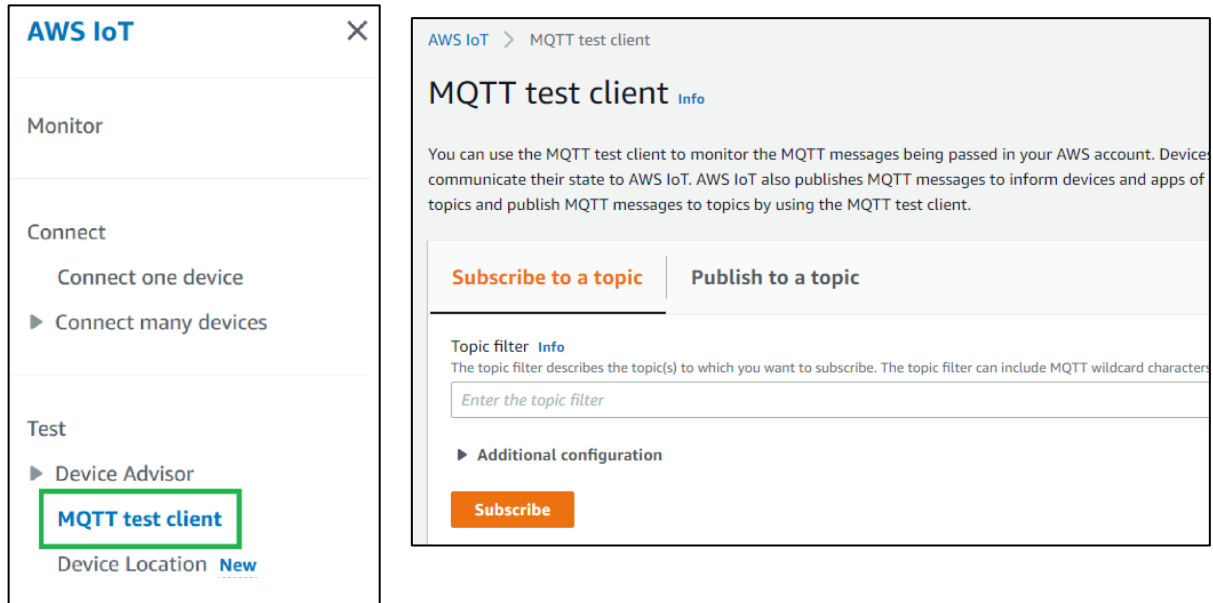 AWS IoT
Monitor
Connect
Connect one device
Connect many devices
Test
Device Advisor
MQTT test client
Device Location New
AWS IoT > MQTT test client
MQTT test client Info
You can use the MQTT test client to monitor the MQTT messages being passed in your AWS account. Devices
communicate their state to AWS IoT. AWS IoT also publishes MQTT messages to inform devices and apps of
topics and publish MQTT messages to topics by using the MQTT test client.
Subscribe to a topic Publish to a topic
Topic filter Info
The topic filter describes the topic(s) to which you want to subscribe. The topic filter can include MQTT wildcard characters
Enter the topic filter
Additional configuration
Subscribe